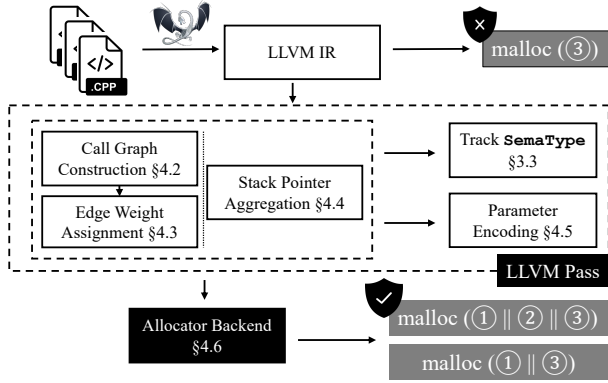 </>
.CPP
LLVM IR
malloc (③)
Call Graph
Construction §4.2
Edge Weight
Assignment §4.3
Stack Pointer
Aggregation §4.4
Track SemaType
§3.3
Parameter
Encoding §4.5
LLVM Pass
Allocator Backend
§4.6
malloc (① || ② || ③)
malloc (① || ③)